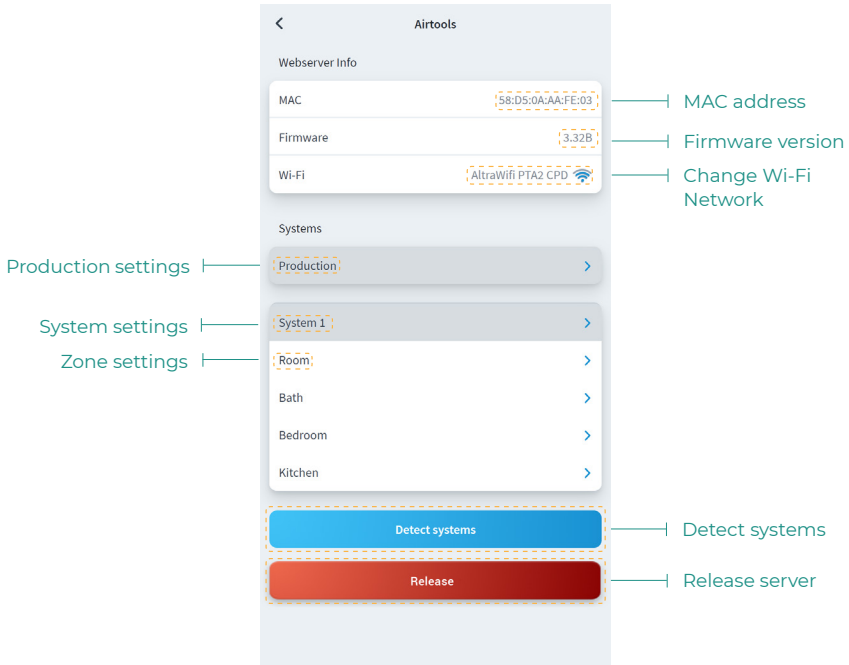 Airtools
Webserver Info
MAC
58:D5:0A:AA:FE:03
MAC address
Firmware
3.32B
Firmware version
Wi-Fi
AltraWifi PTA2 CPD
Change Wi-Fi
Network
Systems
Production settings
Production
System settings
System 1
Zone settings
Room
Bath
Bedroom
Kitchen
Detect systems
Detect systems
Release
Release server